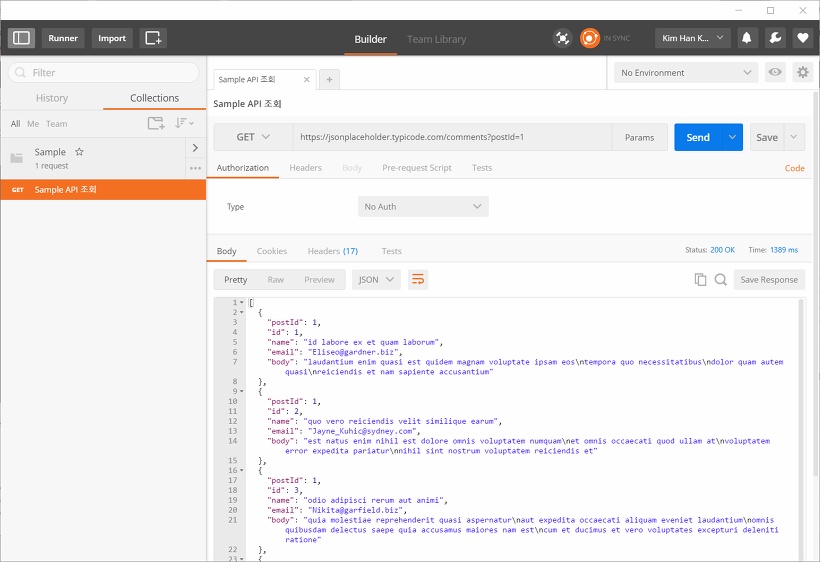 Runner Import Builder Team Library IN SYNC Kim Han K...
Filter
History Collections
All Me Team
Sample
1 request
GET Sample API 조회
Sample API 조회 No Environment
Sample API 조회
GET https://jsonplaceholder.typicode.com/comments?postId=1 Params Send Save
Authorization Headers Body Pre-request Script Tests Code
Type No Auth
Body Cookies Headers (17) Tests Status: 200 OK Time: 1389 ms
Pretty Raw Preview JSON Save Response
1 [
2 {
3 "postId": 1,
4 "id": 1,
5 "name": "id labore ex et quam laborum",
6 "email": "Eliseo@gardner.biz",
7 "body": "laudantium enim quasi est quidem magnam voluptate ipsam eos\ntempora quo necessitatibus\ndolor quam autem
quasi\nreiciendis et nam sapiente accusantium"
8 },
9 {
10 "postId": 1,
11 "id": 2,
12 "name": "quo vero reiciendis velit similique earum",
13 "email": "Jayne_Kuhic@sydney.com",
14 "body": "est natus enim nihil est dolore omnis voluptatem numquam\net omnis occaecati quod ullam at\nvoluptatem
error expedita pariatur\nnihil sint nostrum voluptatem reiciendis et"
15 },
16 {
17 "postId": 1,
18 "id": 3,
19 "name": "odio adipisci rerum aut animi",
20 "email": "Nikita@garfield.biz",
21 "body": "quia molestiae reprehenderit quasi aspernatur\naut expedita occaecati aliquam eveniet laudantium\nomnis
quibusdam delectus saepe quia accusamus maiores nam est\ncum et ducimus et vero voluptates excepturi deleniti
ratione"
22 },
23 {